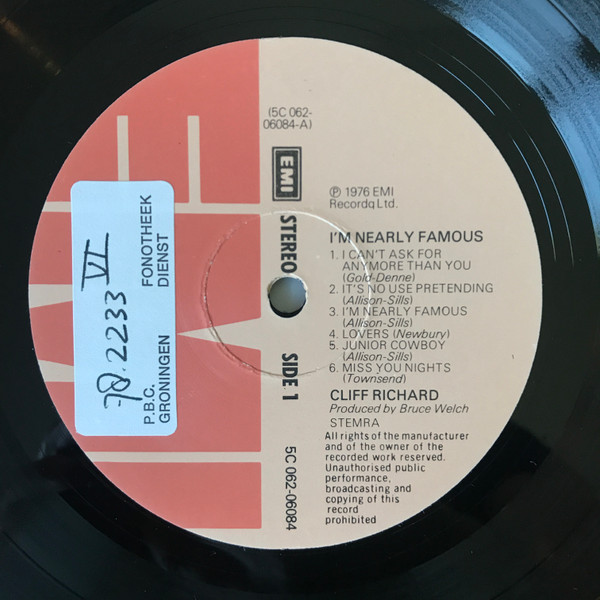 (5C 062-
06084-A)
EMI
STEREO
SIDE.1
5C 062-06084
℗ 1976 EMI
Recordq Ltd.
I'M NEARLY FAMOUS
1. I CAN'T ASK FOR
ANYMORE THAN YOU
(Gold-Denne)
2. IT'S NO USE PRETENDING
(Allison-Sills)
3. I'M NEARLY FAMOUS
(Allison-Sills)
4. LOVERS (Newbury)
5. JUNIOR COWBOY
(Allison-Sills)
6. MISS YOU NIGHTS
(Townsend)
CLIFF RICHARD
Produced by Bruce Welch
STEMRA
All rights of the manufacturer
and of the owner of the
recorded work reserved.
Unauthorised public
performance,
broadcasting and
copying of this
record
prohibited
2233 VI
P.B.C. FONOTHEEK
GRONINGEN DIENST